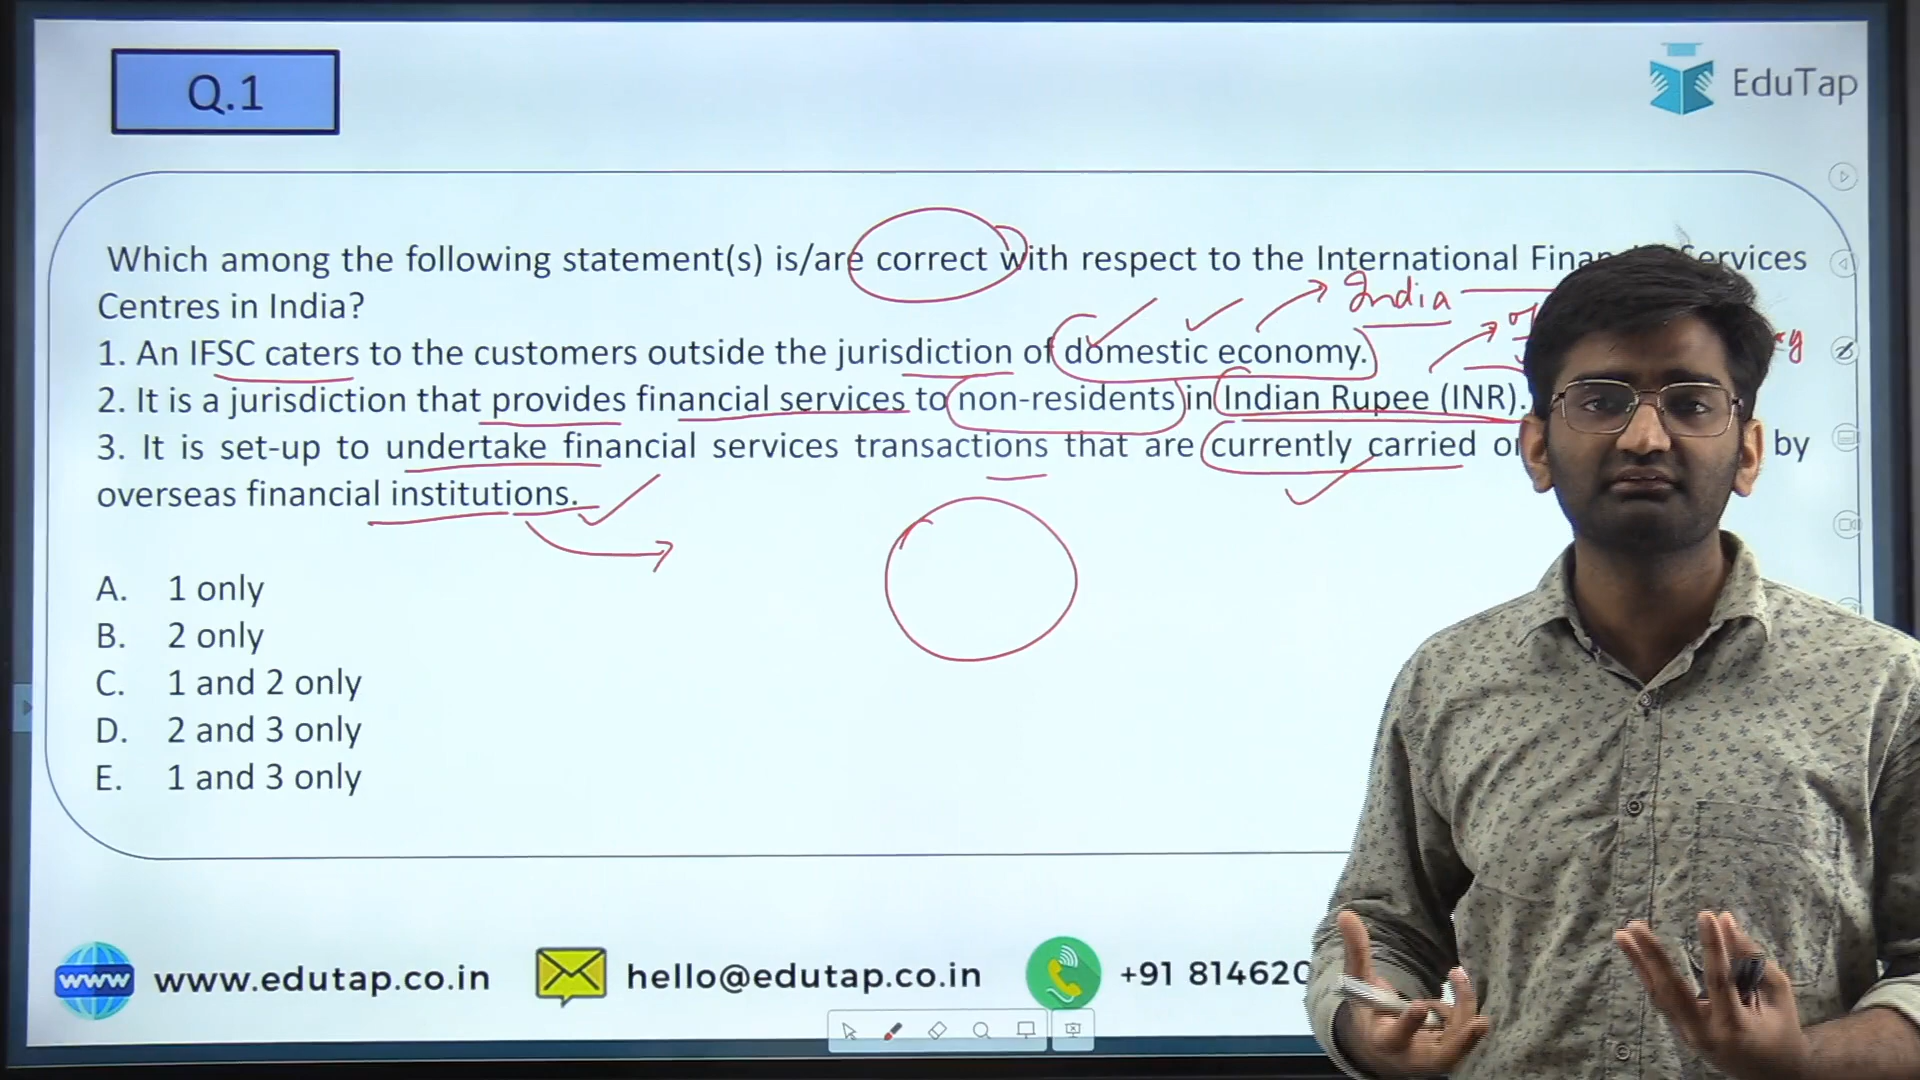 Q.1
EduTap
Which among the following statement(s) is/are correct with respect to the International Services
Centres in India?
India
1. An IFSC caters to the customers outside the jurisdiction of domestic economy.
2. It is a jurisdiction that provides financial services to non-residents in Indian Rupee (INR).
3. It is set-up to undertake financial services transactions that are currently carried by
overseas financial institutions.
A. 1 only
B. 2 only
C. 1 and 2 only
D. 2 and 3 only
E. 1 and 3 only
www
www.edutap.co.in
hello@edutap.co.in
+91 81462